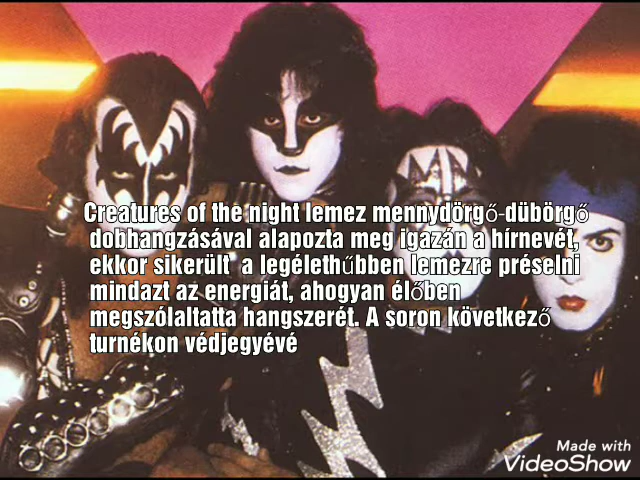 Creatures of the night lemez mennydörgő-dübörgő
dobhangzásával alapozta meg igazán a hírnevét,
ekkor sikerült a legélethűbben lemezre préselni
mindazt az energiát, ahogyan élőben
megszólaltatta hangszerét. A soron következő
turnékon védjegyévé
Made with
VideoShow